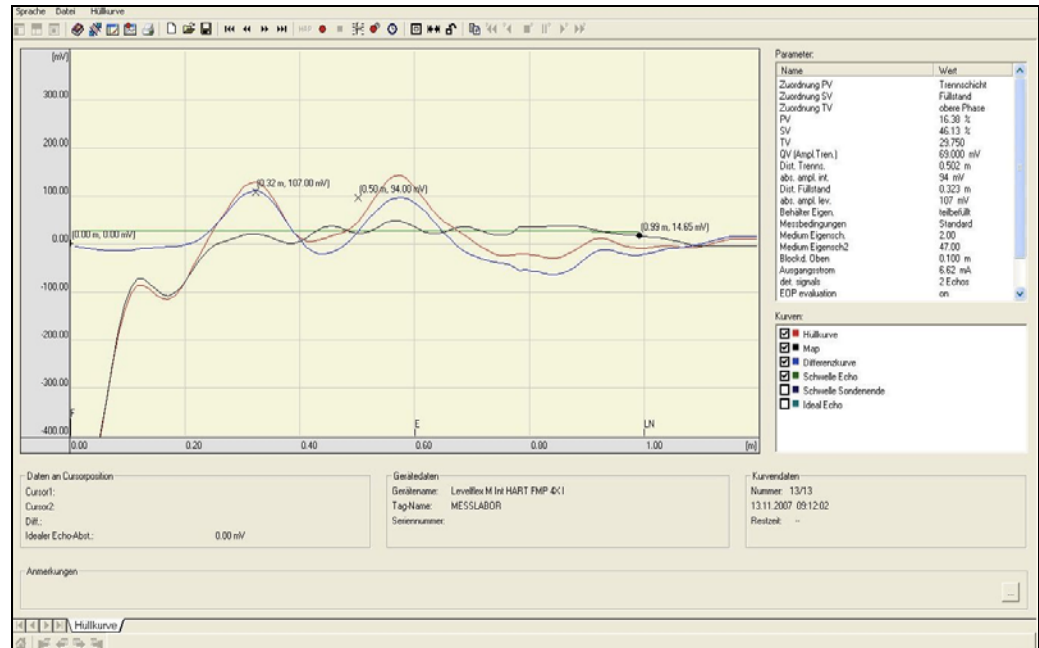 Sprache Datei Hüllkurve
MAP
[mV]
300.00
200.00
100.00
0.00
-100.00
-200.00
-300.00
-400.00
(0.00 m, 0.00 mV)
(0.32 m, 107.00 mV)
(0.50 m, 94.00 mV)
(0.99 m, 14.65 mV)
F
E
LN
0.00 0.20 0.40 0.60 0.80 1.00 [m]
Parameter:
Name Wert
Zuordnung PV Trennschicht
Zuordnung SV Füllstand
Zuordnung TV obere Phase
PV 16.38 %
SV 46.13 %
TV 29.750
QV (Ampl.Tren.) 69.000 mV
Dist. Trenns. 0.502 m
abs. ampl. int. 94 mV
Dist. Füllstand 0.323 m
abs. ampl. lev. 107 mV
Behälter Eigen. teilbefüllt
Messbedingungen Standard
Medium Eigensch. 2.00
Medium Eigensch2 47.00
Blockd. Oben 0.100 m
Ausgangsstrom 6.62 mA
det. signals 2 Echos
EOP evaluation on
Kurven:
Hüllkurve
Map
Differenzkurve
Schwelle Echo
Schwelle Sondenende
Ideal Echo
Daten an Cursorposition
Cursor1:
Cursor2:
Diff.:
Idealer Echo-Abst.: 0.00 mV
Gerätedaten
Gerätename: Levelflex M Int HART FMP 4X I
Tag-Name: MESSLABOR
Seriennummer:
Kurvendaten
Nummer: 13/13
13.11.2007 09:12:02
Restzeit: --
Anmerkungen
...
Hüllkurve